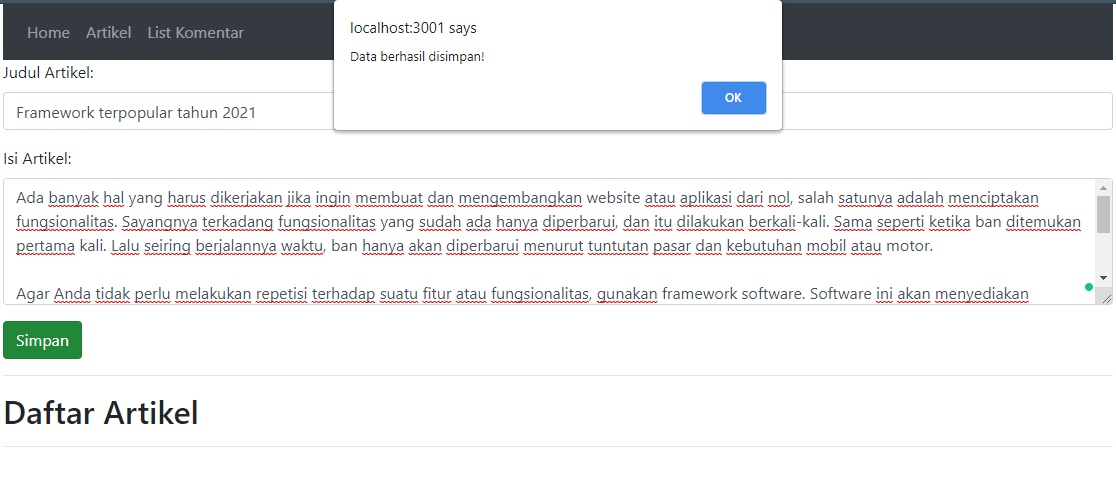 localhost:3001 says
Data berhasil disimpan!
OK
Home Artikel List Komentar
Judul Artikel:
Framework terpopular tahun 2021
Isi Artikel:
Ada banyak hal yang harus dikerjakan jika ingin membuat dan mengembangkan website atau aplikasi dari nol, salah satunya adalah menciptakan
fungsionalitas. Sayangnya terkadang fungsionalitas yang sudah ada hanya diperbarui, dan itu dilakukan berkali-kali. Sama seperti ketika ban ditemukan
pertama kali. Lalu seiring berjalannya waktu, ban hanya akan diperbarui menurut tuntutan pasar dan kebutuhan mobil atau motor.
Agar Anda tidak perlu melakukan repetisi terhadap suatu fitur atau fungsionalitas, gunakan framework software. Software ini akan menyediakan
Simpan
Daftar Artikel